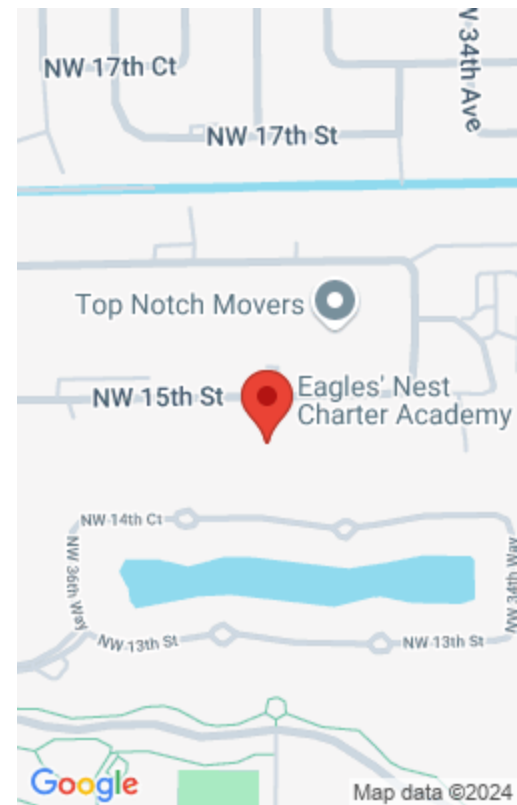 NW 17th Ct
V 34th Ave
NW 17th St
Top Notch Movers
NW 15th St
Eagles' Nest
Charter Academy
NW 14th Ct
NW 36th Way
NW 34th Way
NW 13th St
NW 13th St
Google
Map data ©2024